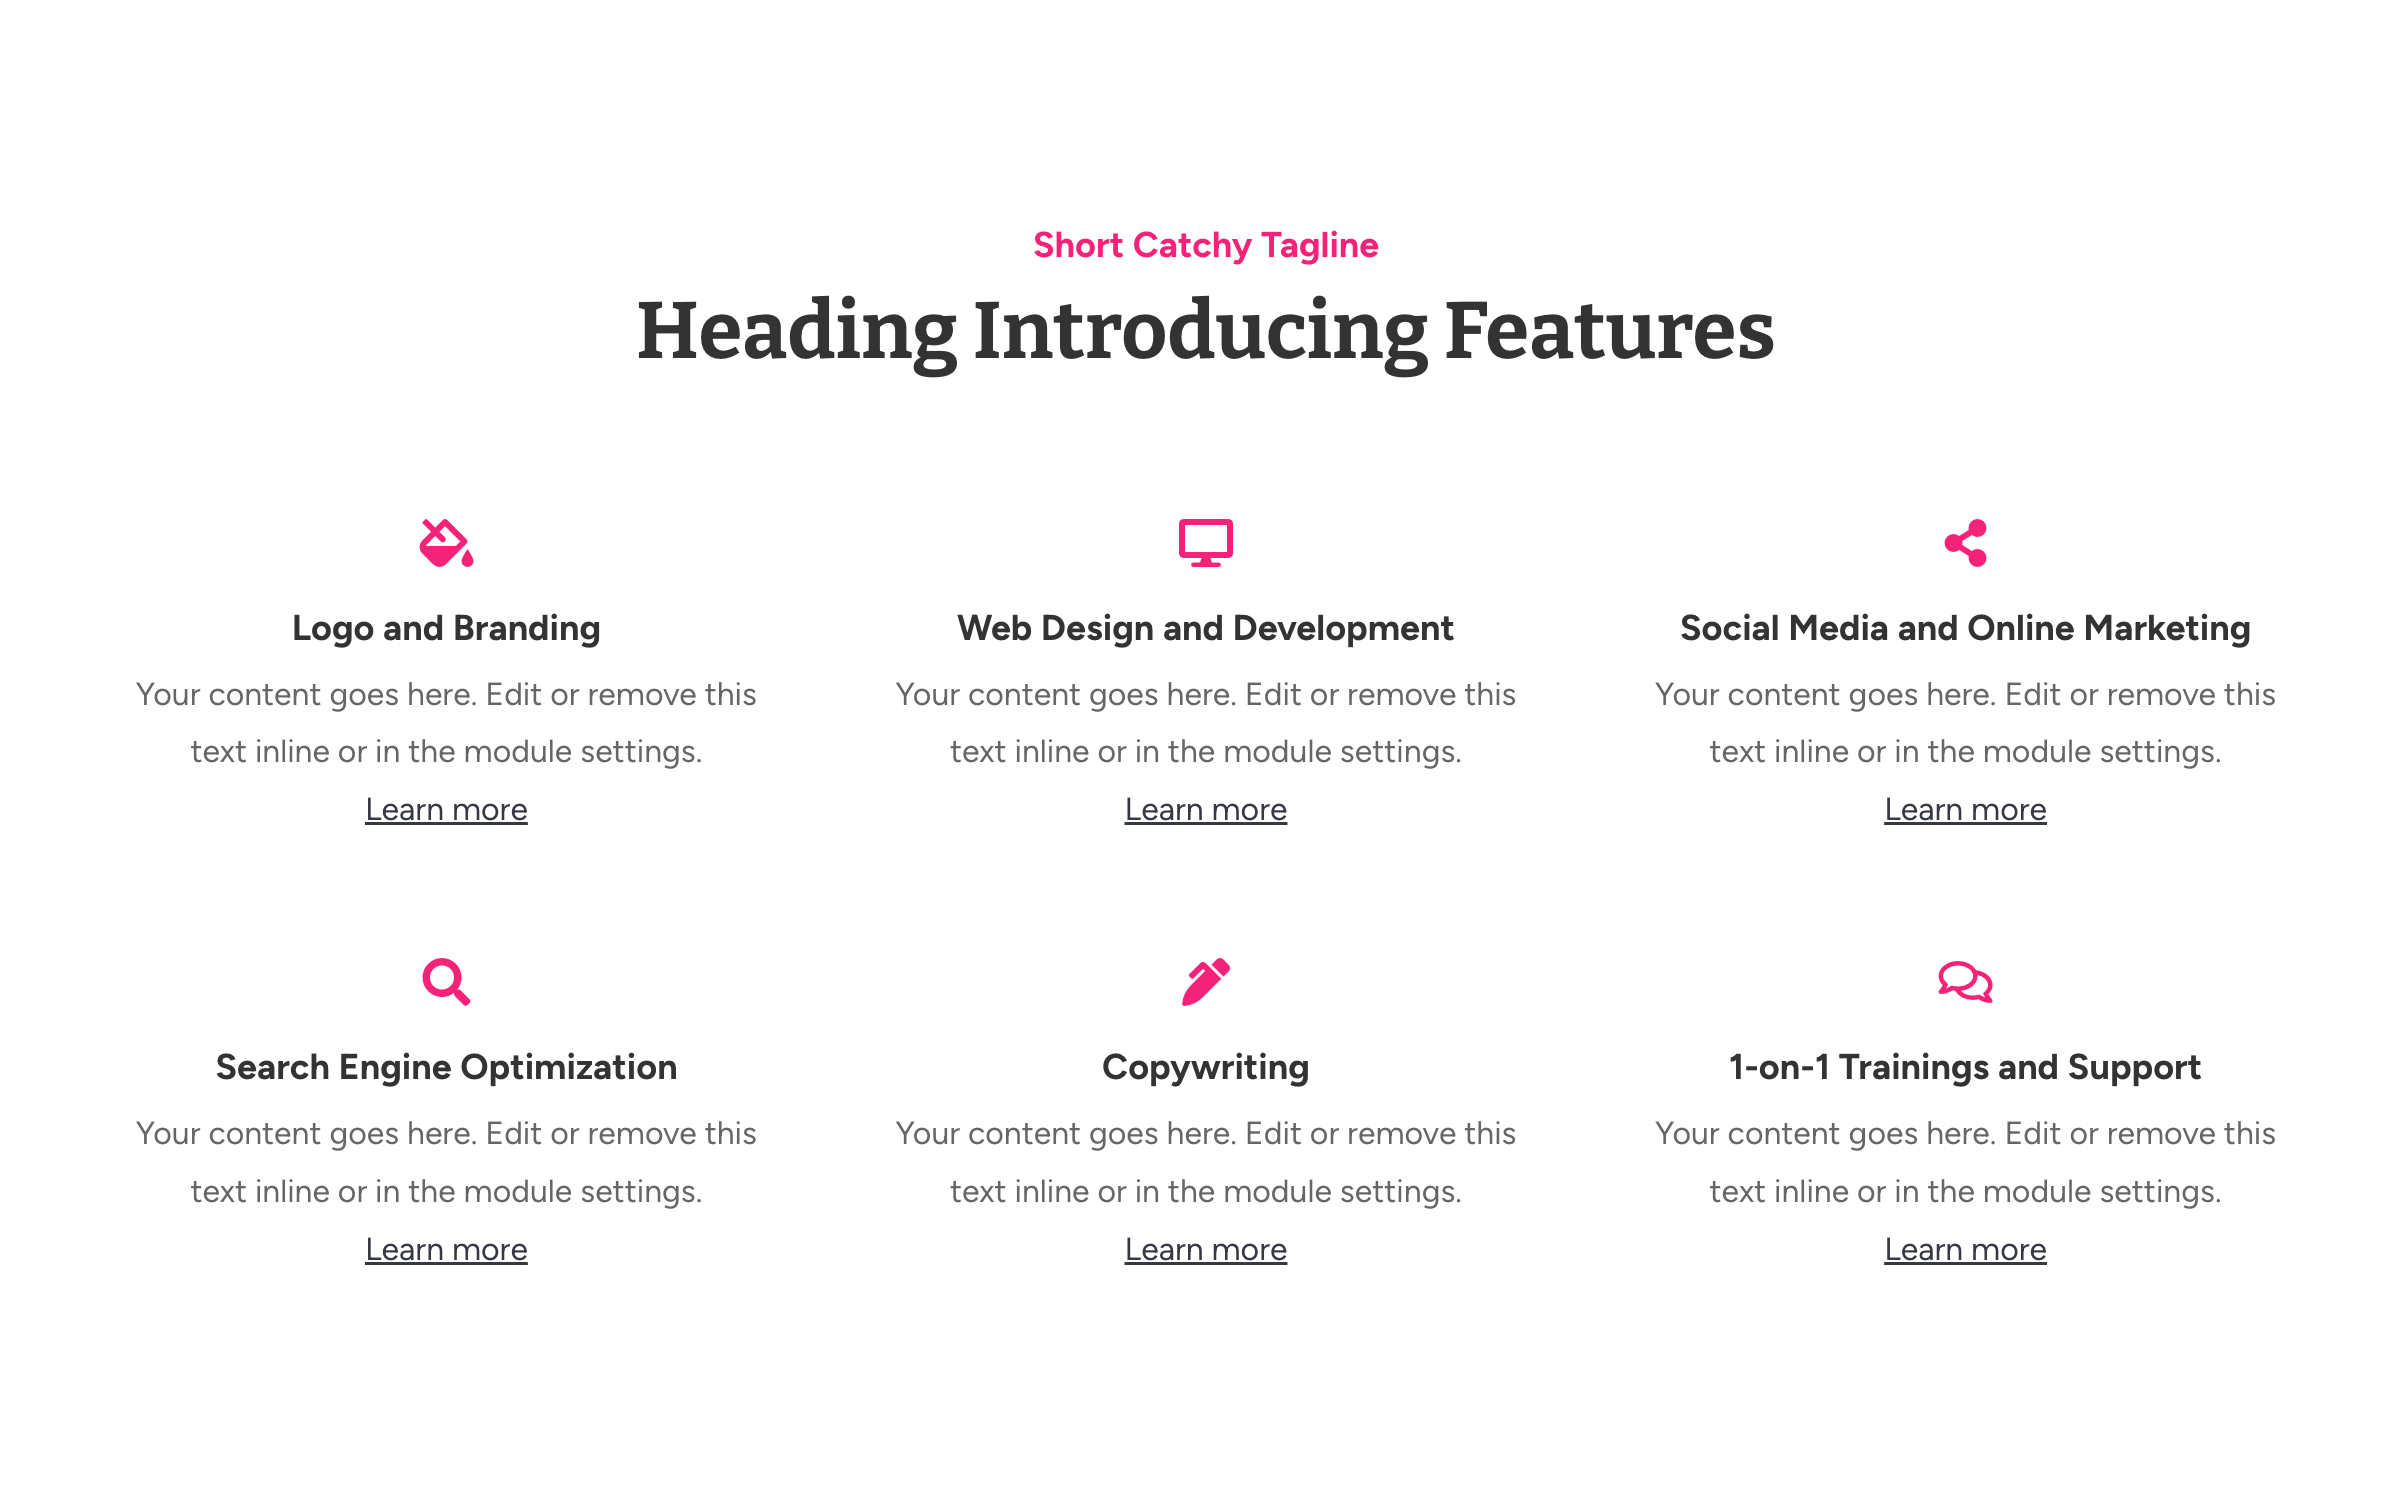 Short Catchy Tagline
Heading Introducing Features
Logo and Branding
Your content goes here. Edit or remove this
text inline or in the module settings.
Learn more
Web Design and Development
Your content goes here. Edit or remove this
text inline or in the module settings.
Learn more
Social Media and Online Marketing
Your content goes here. Edit or remove this
text inline or in the module settings.
Learn more
Search Engine Optimization
Your content goes here. Edit or remove this
text inline or in the module settings.
Learn more
Copywriting
Your content goes here. Edit or remove this
text inline or in the module settings.
Learn more
1-on-1 Trainings and Support
Your content goes here. Edit or remove this
text inline or in the module settings.
Learn more